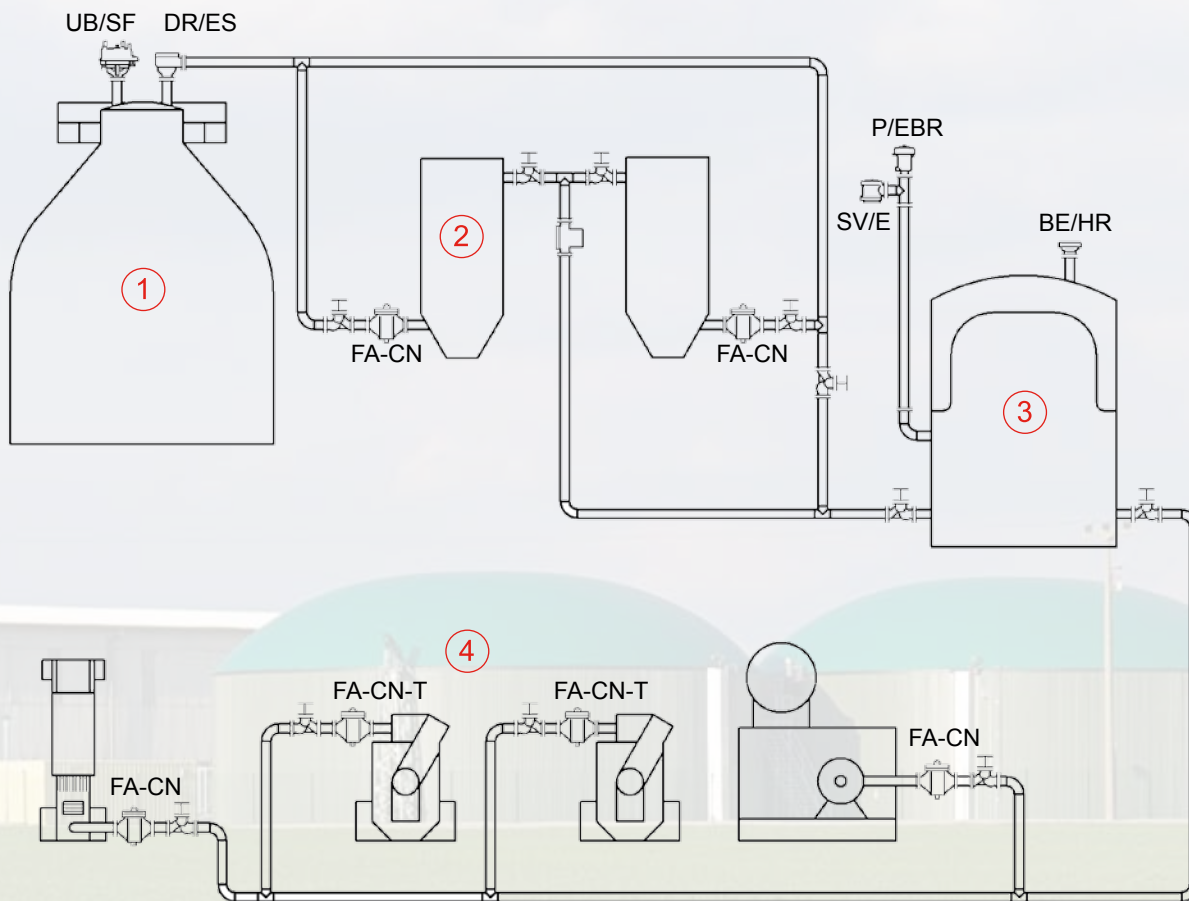 UB/SF DR/ES
P/EBR
SV/E BE/HR
2
1
FA-CN FA-CN
3
4
FA-CN-T FA-CN-T
FA-CN
FA-CN